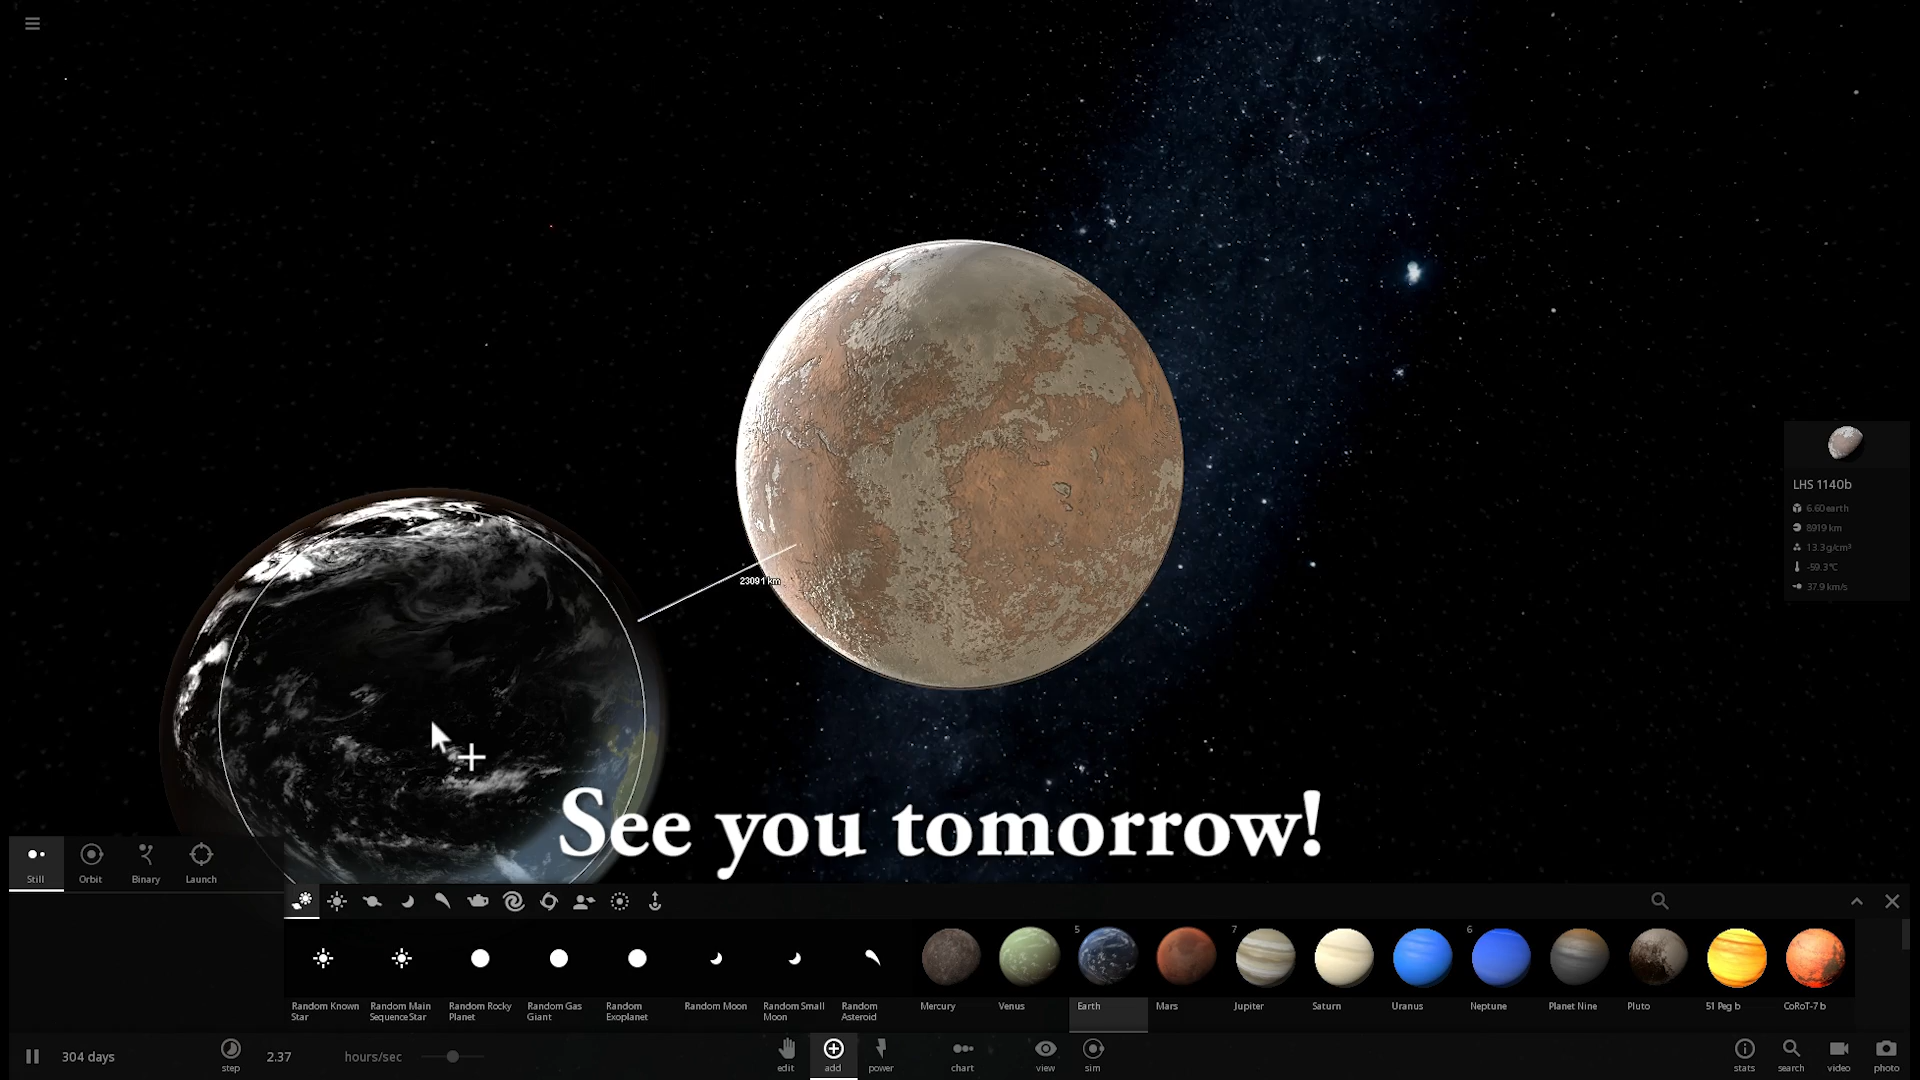 23091 km
LHS 1140b
6.60 earth
8919 km
13.3 g/cm³
-59.3°C
37.9 km/s
See you tomorrow!
Still
Orbit
Binary
Launch
5
7
6
Random Known
Star
Random Main
Sequence Star
Random Rocky
Planet
Random Gas
Giant
Random
Exoplanet
Random Moon
Random Small
Moon
Random
Asteroid
Mercury
Venus
Earth
Mars
Jupiter
Saturn
Uranus
Neptune
Planet Nine
Pluto
51 Peg b
CoRoT-7 b
304 days
step
2.37
hours/sec
edit
add
power
chart
view
sim
stats
search
video
photo